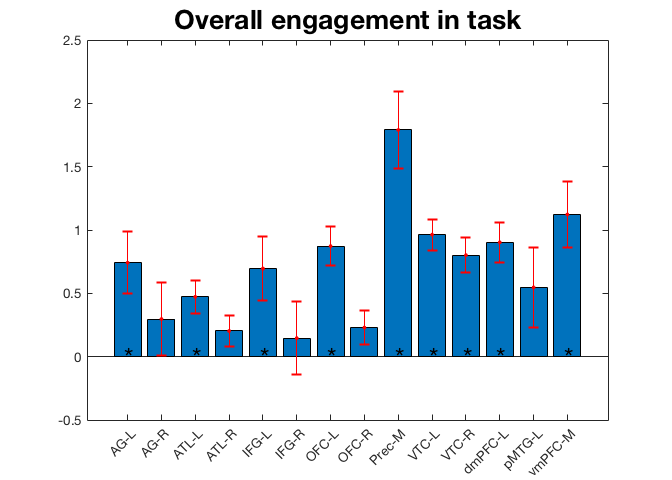 Overall engagement in task
2.5
2
1.5
1
0.5
0
-0.5
* * * * * * * * *
AG-L AG-R ATL-L ATL-R IFG-L IFG-R OFC-L OFC-R Prec-M VTC-L VTC-R dmPFC-L pMTG-L vmPFC-M